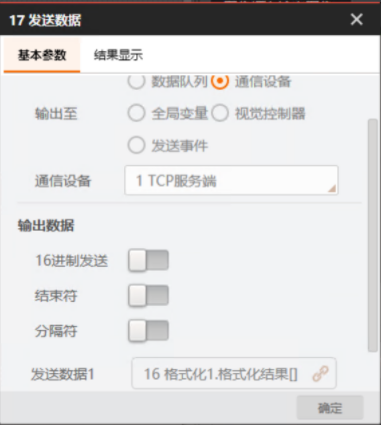 17 发送数据
基本参数 结果显示
数据队列 通信设备
输出至 全局变量 视觉控制器
发送事件
通信设备 1 TCP服务端
输出数据
16进制发送
结束符
分隔符
发送数据1 16 格式化1.格式化结果[]
确定